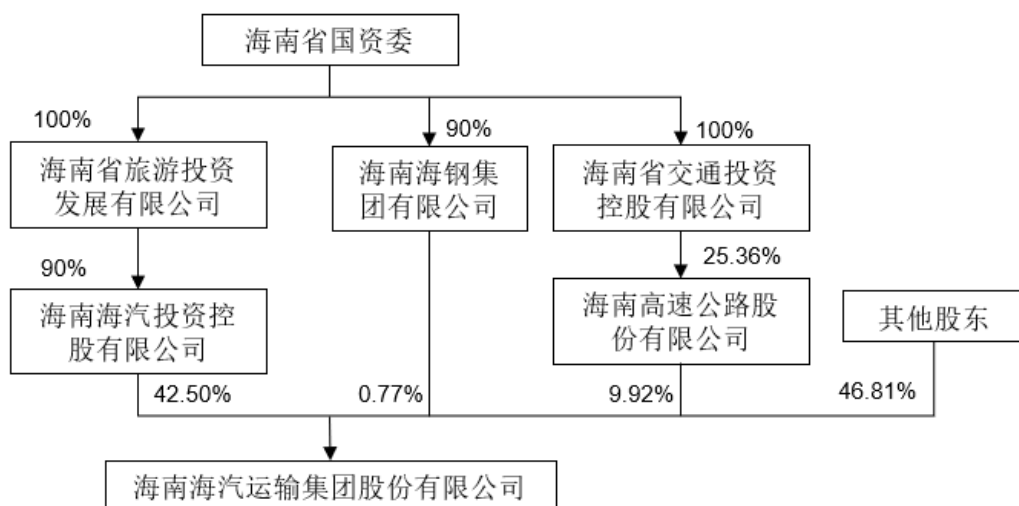 海南省国资委
100%
90%
100%
海南省旅游投资
发展有限公司
海南海钢集
团有限公司
海南省交通投资
控股有限公司
90%
25.36%
海南海汽投资控
股有限公司
海南高速公路股
份有限公司
其他股东
42.50%
0.77%
9.92%
46.81%
海南海汽运输集团股份有限公司